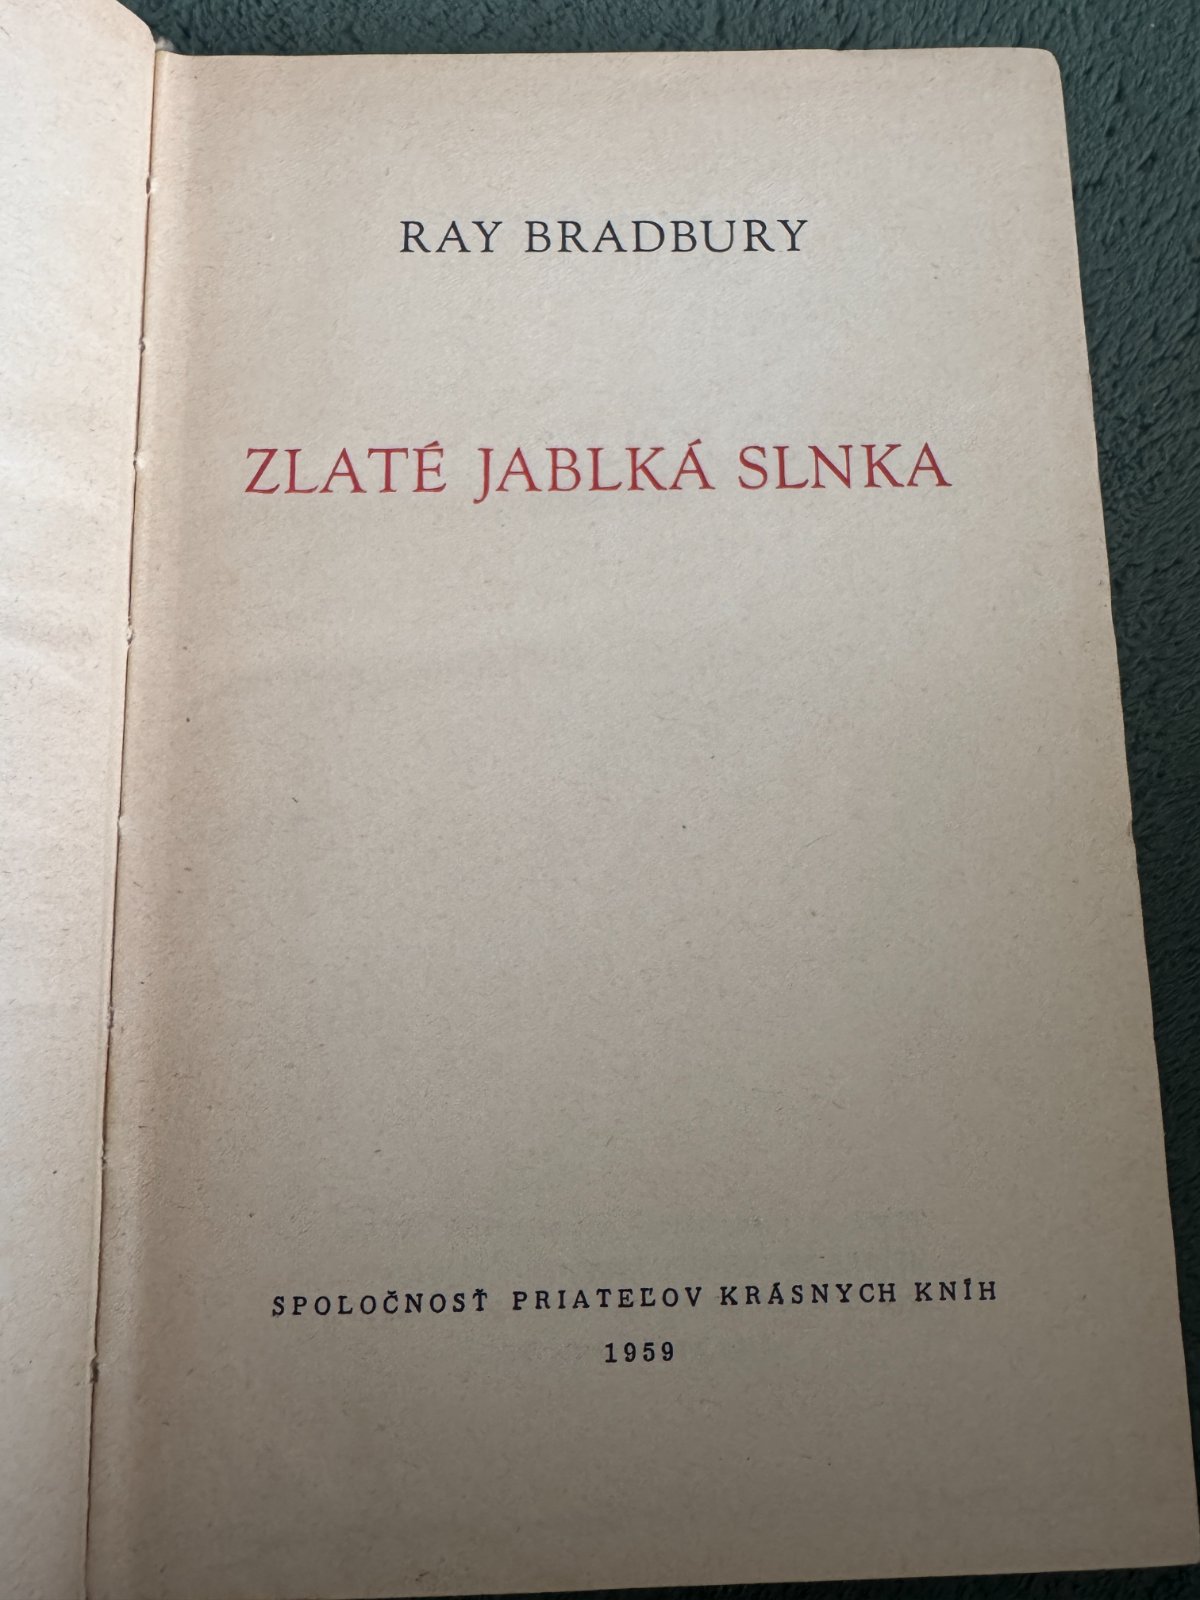 RAY BRADBURY
ZLATÉ JABLKÁ SLNKA
SPOLOČNOSŤ PRIATEĽOV KRÁSNYCH KNÍH
1959